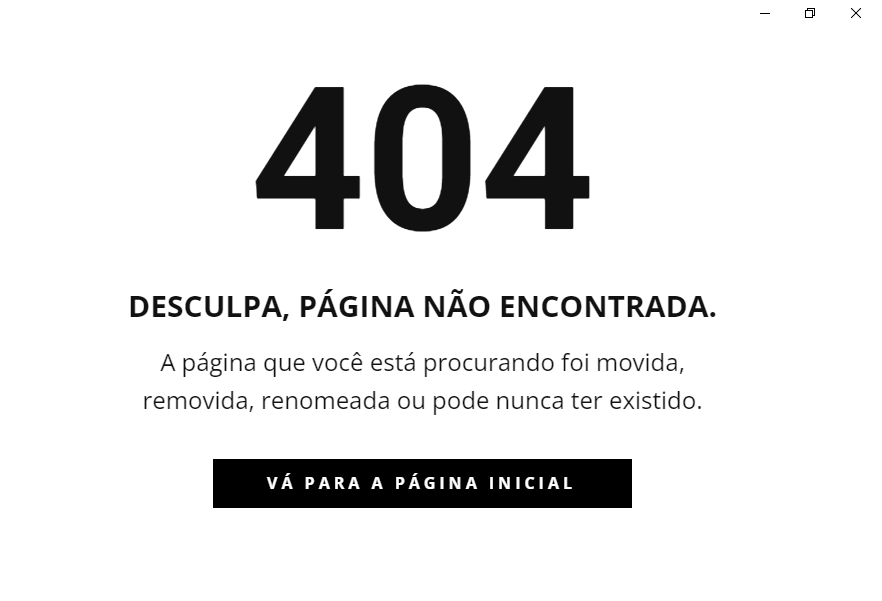 404
DESCULPA, PÁGINA NÃO ENCONTRADA.
A página que você está procurando foi movida,
removida, renomeada ou pode nunca ter existido.
VÁ PARA A PÁGINA INICIAL